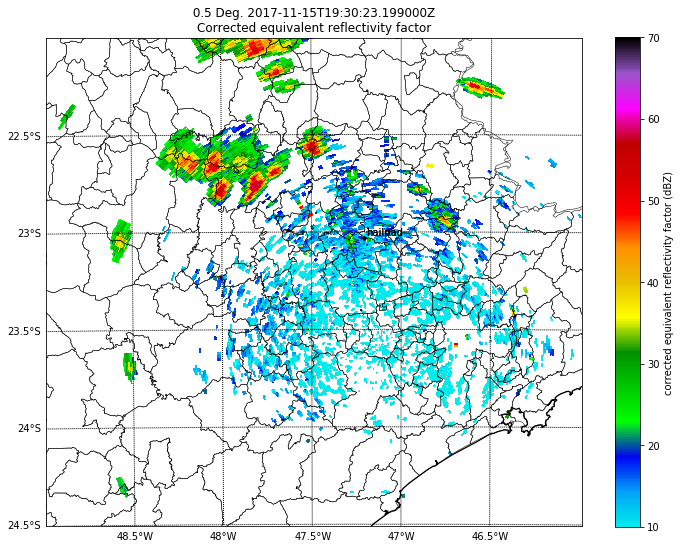 0.5 Deg. 2017-11-15T19:30:23.199000Z
Corrected equivalent reflectivity factor
22.5°S
23°S
23.5°S
24°S
24.5°S
48.5°W
48°W
47.5°W
47°W
46.5°W
hailpad
70
60
50
40
30
20
10
corrected equivalent reflectivity factor (dBZ)